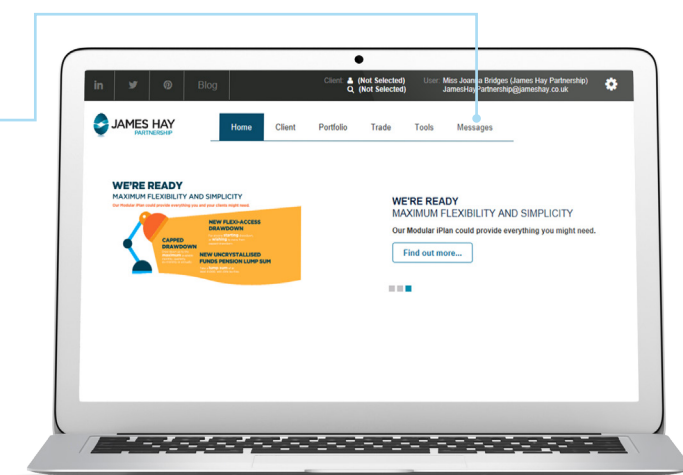 in
Blog
Client: (Not Selected)
(Not Selected)
User: Miss Joanna Bridges (James Hay Partnership)
JamesHayPartnership@jameshay.co.uk
JAMES HAY
PARTNERSHIP
Home Client Portfolio Trade Tools Messages
WE'RE READY
MAXIMUM FLEXIBILITY AND SIMPLICITY
Our Modular iPlan could provide everything you and your clients might need
NEW FLEXI-ACCESS
DRAWDOWN
CAPPED
DRAWDOWN
NEW UNCRYSTALLISED
FUNDS PENSION LUMP SUM
WE'RE READY
MAXIMUM FLEXIBILITY AND SIMPLICITY
Our Modular iPlan could provide everything you might need.
Find out more...